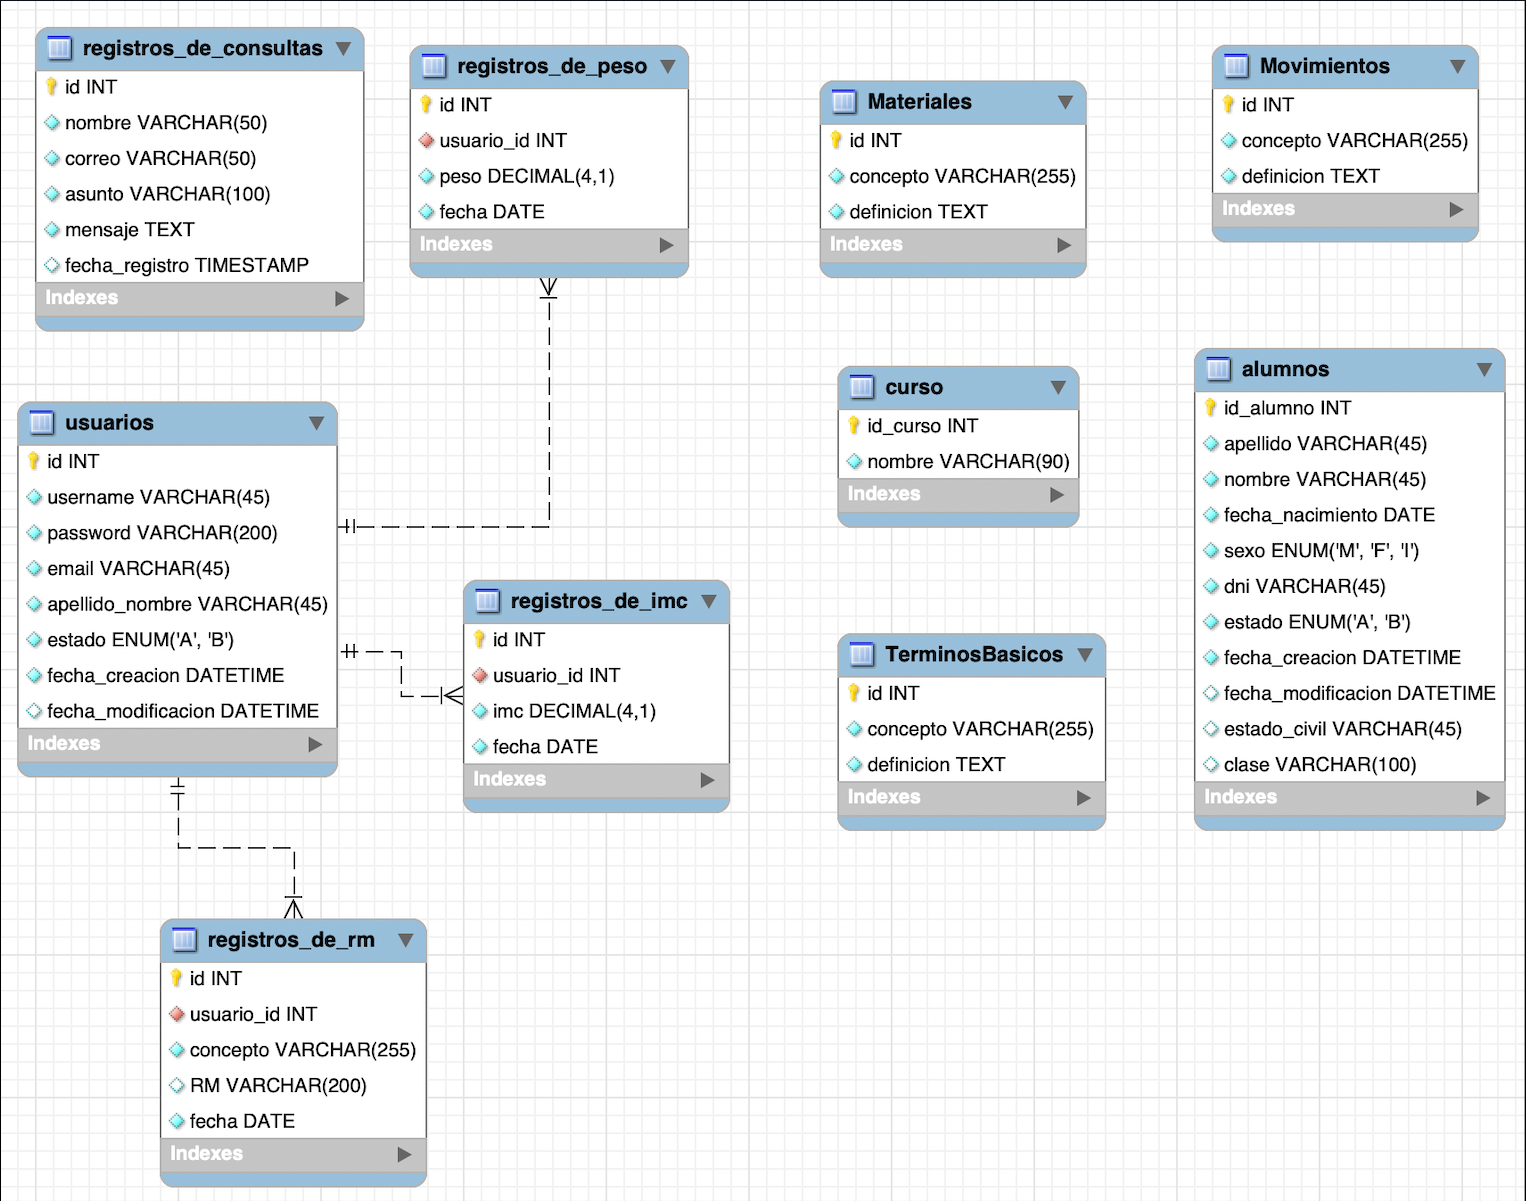 registros_de_consultas
id INT
nombre VARCHAR(50)
correo VARCHAR(50)
asunto VARCHAR(100)
mensaje TEXT
fecha_registro TIMESTAMP
Indexes
registros_de_peso
id INT
usuario_id INT
peso DECIMAL(4,1)
fecha DATE
Indexes
Materiales
id INT
concepto VARCHAR(255)
definicion TEXT
Indexes
Movimientos
id INT
concepto VARCHAR(255)
definicion TEXT
Indexes
usuarios
id INT
username VARCHAR(45)
password VARCHAR(200)
email VARCHAR(45)
apellido_nombre VARCHAR(45)
estado ENUM('A', 'B')
fecha_creacion DATETIME
fecha_modificacion DATETIME
Indexes
registros_de_imc
id INT
usuario_id INT
imc DECIMAL(4,1)
fecha DATE
Indexes
curso
id_curso INT
nombre VARCHAR(90)
Indexes
TerminosBasicos
id INT
concepto VARCHAR(255)
definicion TEXT
Indexes
alumnos
id_alumno INT
apellido VARCHAR(45)
nombre VARCHAR(45)
fecha_nacimiento DATE
sexo ENUM('M', 'F', 'I')
dni VARCHAR(45)
estado ENUM('A', 'B')
fecha_creacion DATETIME
fecha_modificacion DATETIME
estado_civil VARCHAR(45)
clase VARCHAR(100)
Indexes
registros_de_rm
id INT
usuario_id INT
concepto VARCHAR(255)
RM VARCHAR(200)
fecha DATE
Indexes